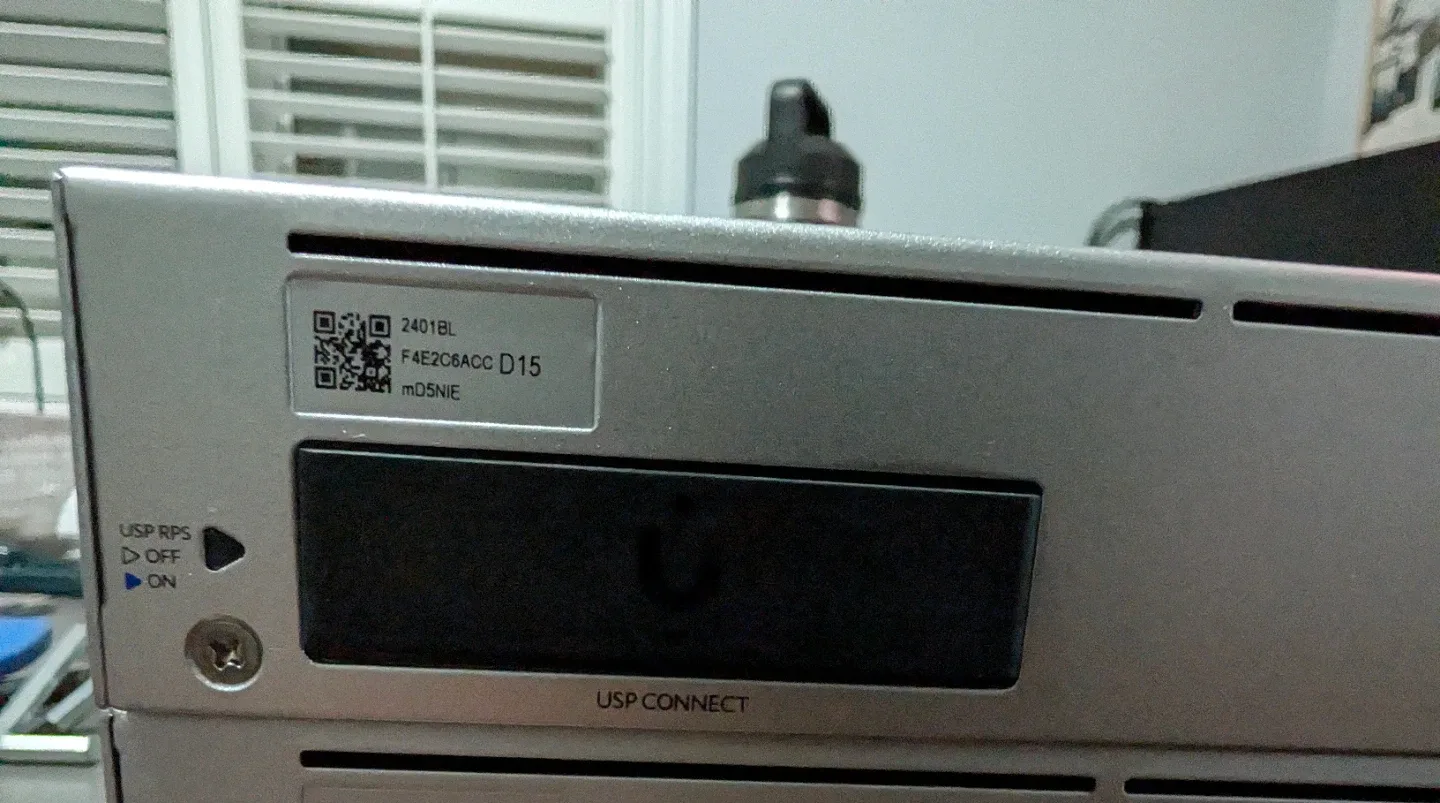 2401BL
F4E2C6ACC D15
mD5NIE
USP RPS
OFF
ON
USP CONNECT